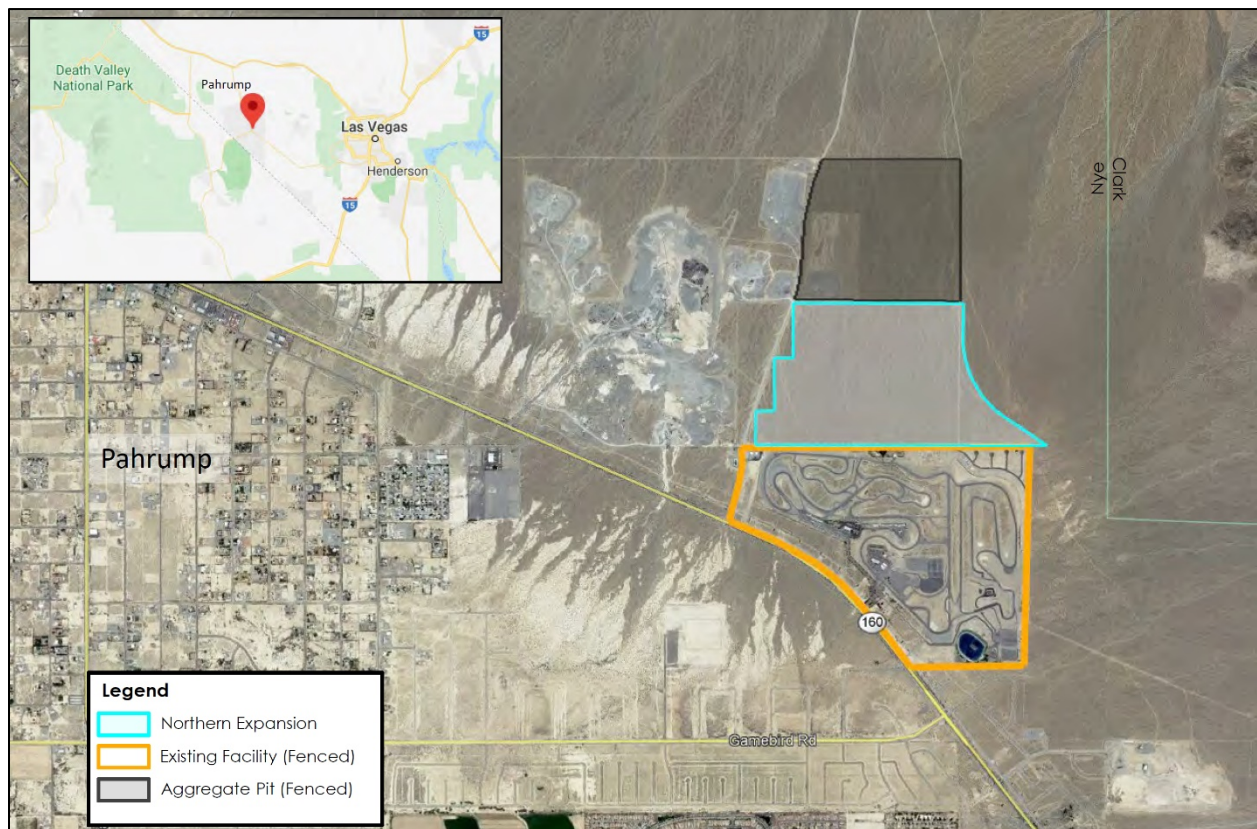 15
Death Valley
National Park
Pahrump
Las Vegas
Henderson
15
Clark
Nye
Pahrump
160
Gamebird Rd
Legend
Northern Expansion
Existing Facility (Fenced)
Aggregate Pit (Fenced)